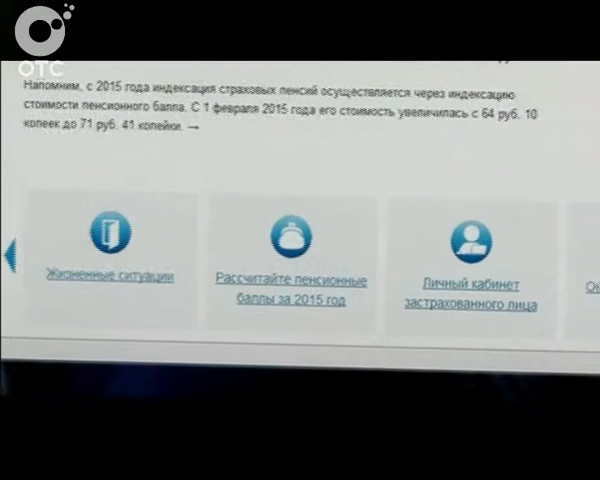 ОТС
Напомним, с 2015 года индексация страховых пенсий осуществляется через индексацию
стоимости пенсионного балла. С 1 февраля 2015 года его стоимость увеличилась с 64 руб. 10
копеек до 71 руб. 41 копейки. →
Жизненные ситуации
Рассчитайте пенсионные
баллы за 2015 год
Личный кабинет
застрахованного лица